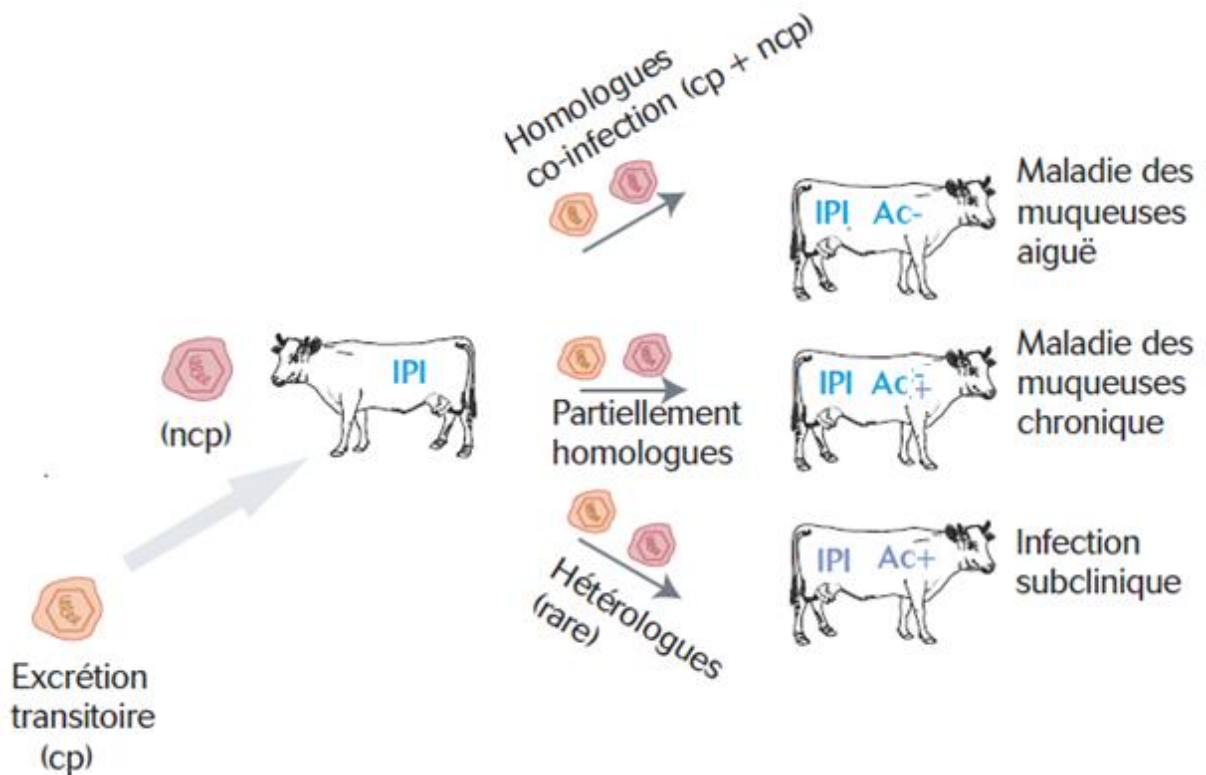 Homologues
co-infection (cp + ncp)
IPI Ac-
Maladie des
muqueuses
aiguë
(ncp)
IPI
Partiellement
homologues
IPI Ac-+
Maladie des
muqueuses
chronique
Hétérologues
(rare)
IPI Ac+
Infection
subclinique
Excrétion
transitoire
(cp)